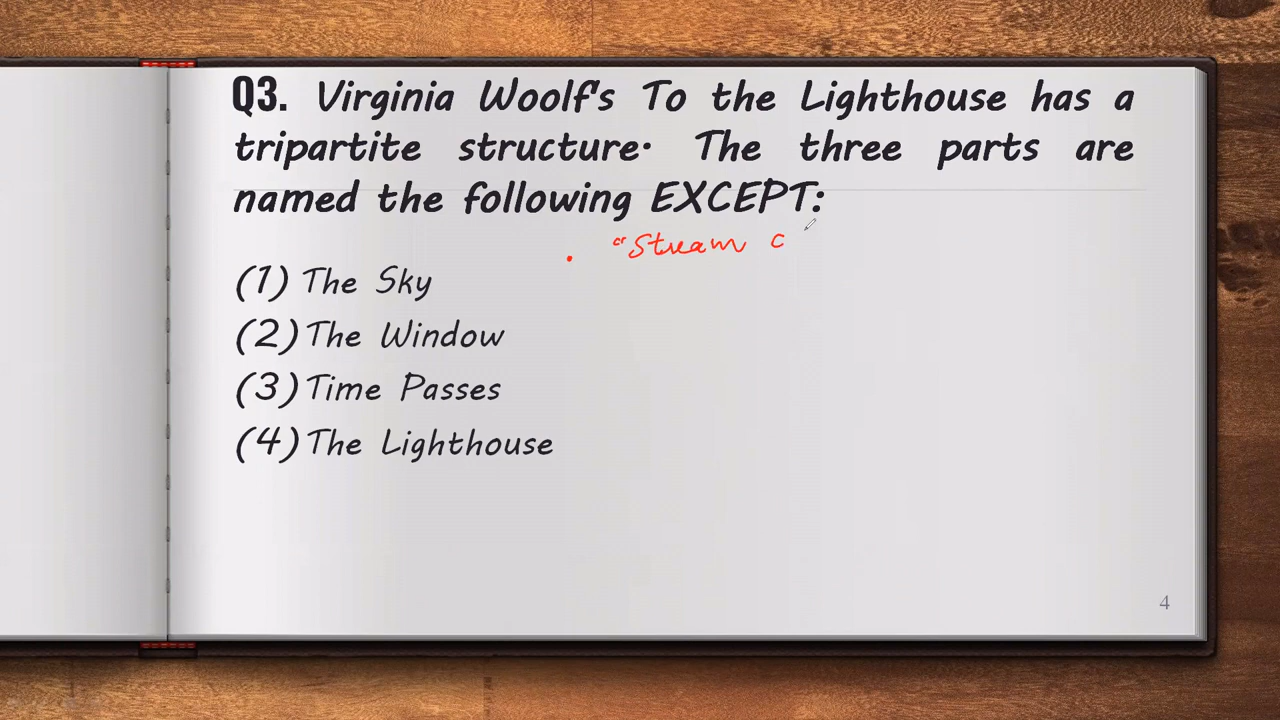 Q3. Virginia Woolf's To the Lighthouse has a
tripartite structure. The three parts are
named the following EXCEPT:
. "Stream c
(1) The Sky
(2) The Window
(3) Time Passes
(4) The Lighthouse
4